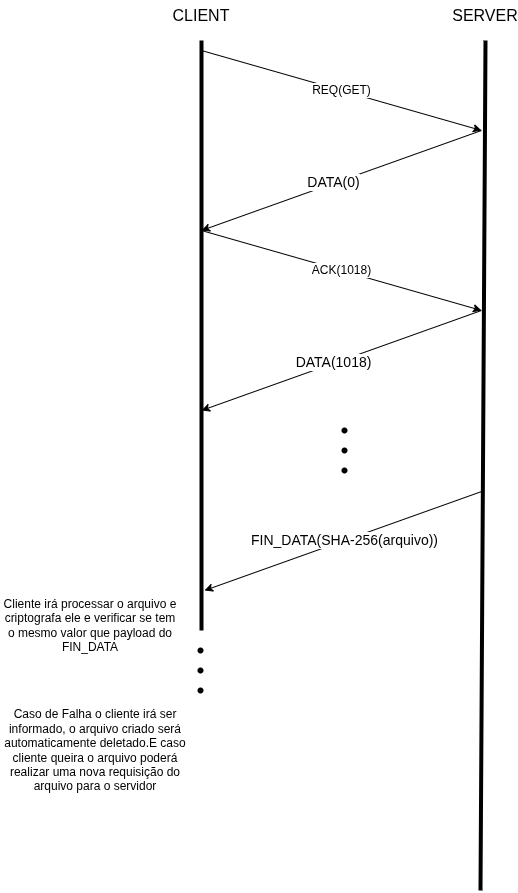 CLIENT
SERVER
REQ(GET)
DATA(0)
ACK(1018)
DATA(1018)
FIN_DATA(SHA-256(arquivo))
Cliente irá processar o arquivo e
criptografa ele e verificar se tem
o mesmo valor que payload do
FIN_DATA
Caso de Falha o cliente irá ser
informado, o arquivo criado será
automaticamente deletado.E caso
cliente queira o arquivo poderá
realizar uma nova requisição do
arquivo para o servidor